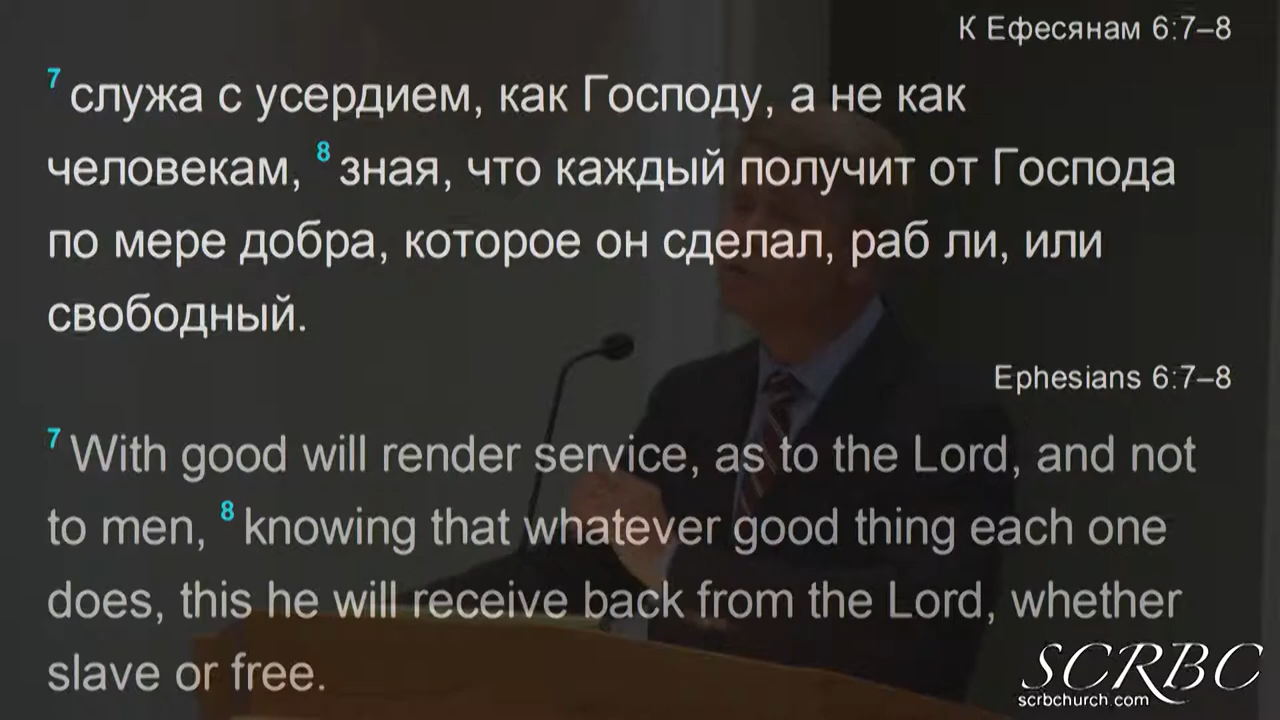 К Ефесянам 6:7–8
7 служа с усердием, как Господу, а не как
человекам, 8 зная, что каждый получит от Господа
по мере добра, которое он сделал, раб ли, или
свободный.
Ephesians 6:7–8
7 With good will render service, as to the Lord, and not
to men, 8 knowing that whatever good thing each one
does, this he will receive back from the Lord, whether
slave or free.
SCRBC
scrbchurch.com